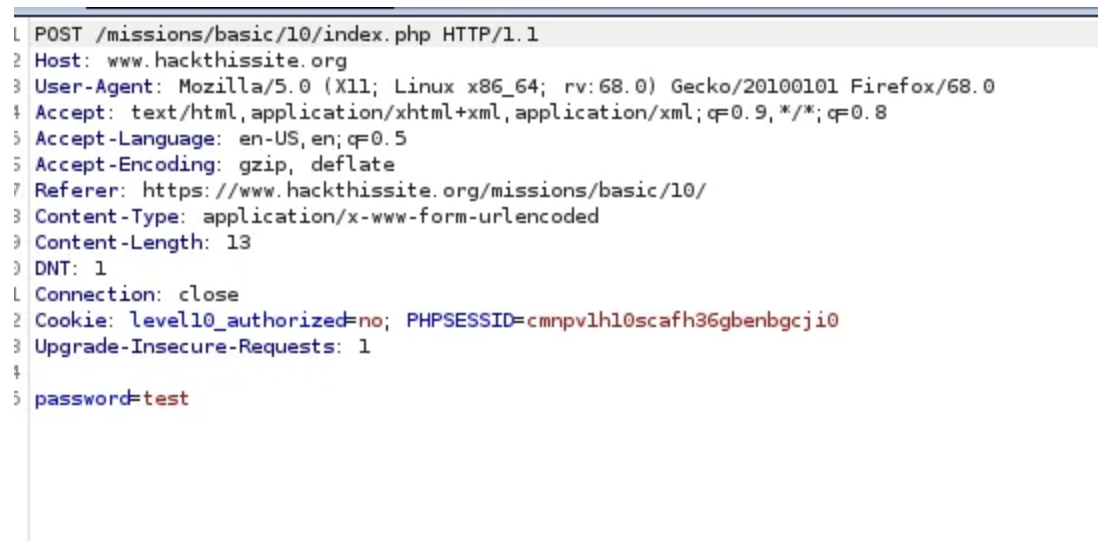 1 POST /missions/basic/10/index.php HTTP/1.1
2 Host: www.hackthissite.org
3 User-Agent: Mozilla/5.0 (X11; Linux x86_64; rv:68.0) Gecko/20100101 Firefox/68.0
4 Accept: text/html,application/xhtml+xml,application/xml;q=0.9,*/*;q=0.8
5 Accept-Language: en-US,en;q=0.5
6 Accept-Encoding: gzip, deflate
7 Referer: https://www.hackthissite.org/missions/basic/10/
8 Content-Type: application/x-www-form-urlencoded
9 Content-Length: 13
0 DNT: 1
1 Connection: close
2 Cookie: level10_authorized=no; PHPSESSID=cmnpv1h10scafh36gbenbgcji0
3 Upgrade-Insecure-Requests: 1
4
5 password=test